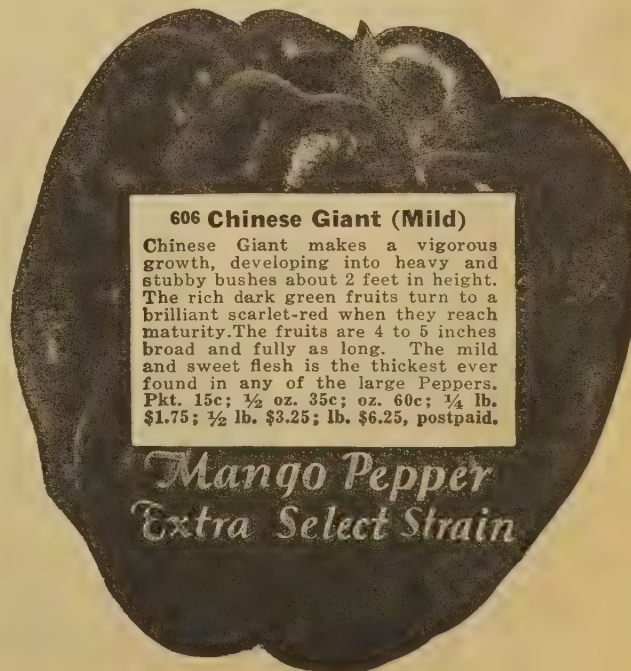 606 Chinese Giant (Mild)
Chinese Giant makes a vigorous
growth, developing into heavy and
stubby bushes about 2 feet in height.
The rich dark green fruits turn to a
brilliant scarlet-red when they reach
maturity.The fruits are 4 to 5 inches
broad and fully as long. The mild
and sweet flesh is the thickest ever
found in any of the large Peppers.
Pkt. 15c; ½ oz. 35c; oz. 60c; ¼ lb.
$1.75; ½ lb. $3.25; lb. $6.25, postpaid.
Mango Pepper
Extra Select Strain